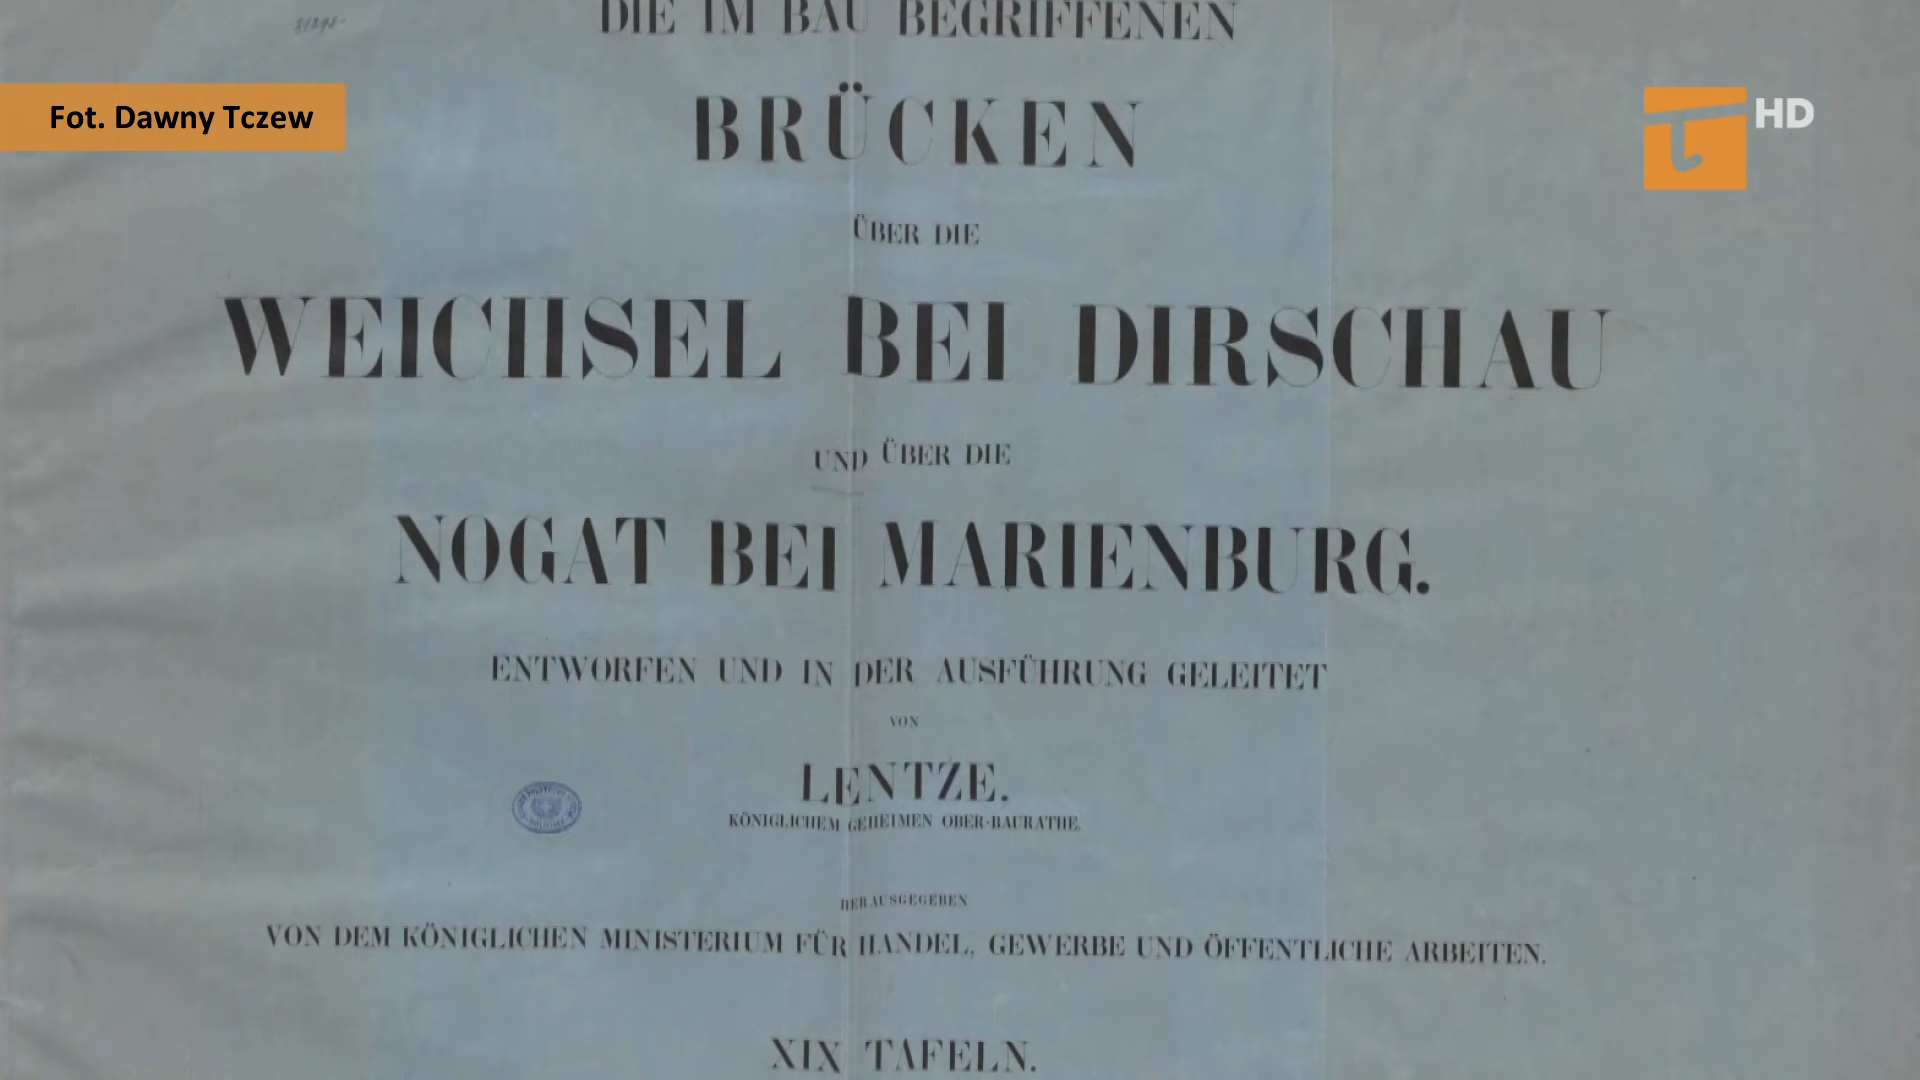 DIE IM BAU BEGRIFFENEN
Fot. Dawny Tczew
HD
BRÜCKEN
ÜBER DIE
WEICHSEL BEI DIRSCHAU
UND ÜBER DIE
NOGAT BEI MARIENBURG.
ENTWORFEN UND IN DER AUSFÜHRUNG GELEITET
VON
LENTZE.
KÖNIGLICHEM GEHEIMEN OBER-BAURATHE.
HERAUSGEGEBEN
VON DEM KÖNIGLICHEN MINISTERIUM FÜR HANDEL, GEWERBE UND ÖFFENTLICHE ARBEITEN.
XIX TAFELN.